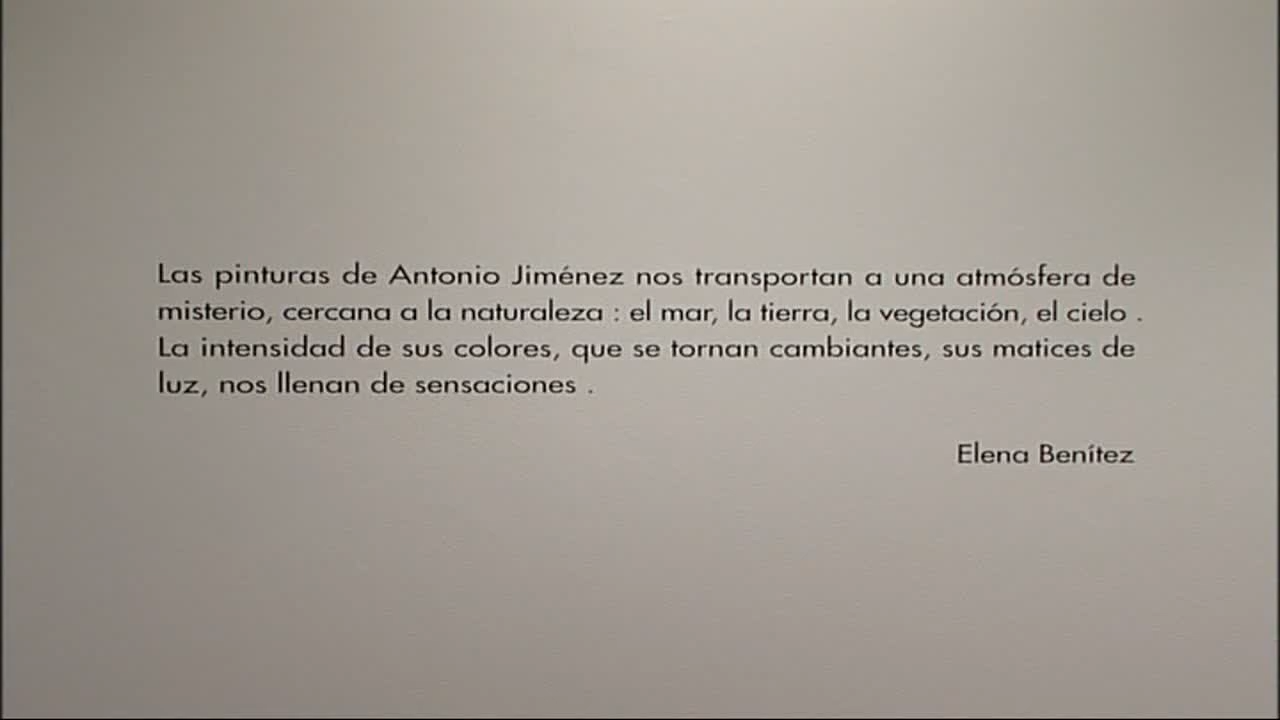 Las pinturas de Antonio Jiménez nos transportan a una atmósfera de
misterio, cercana a la naturaleza : el mar, la tierra, la vegetación, el cielo .
La intensidad de sus colores, que se tornan cambiantes, sus matices de
luz, nos llenan de sensaciones .
Elena Benítez